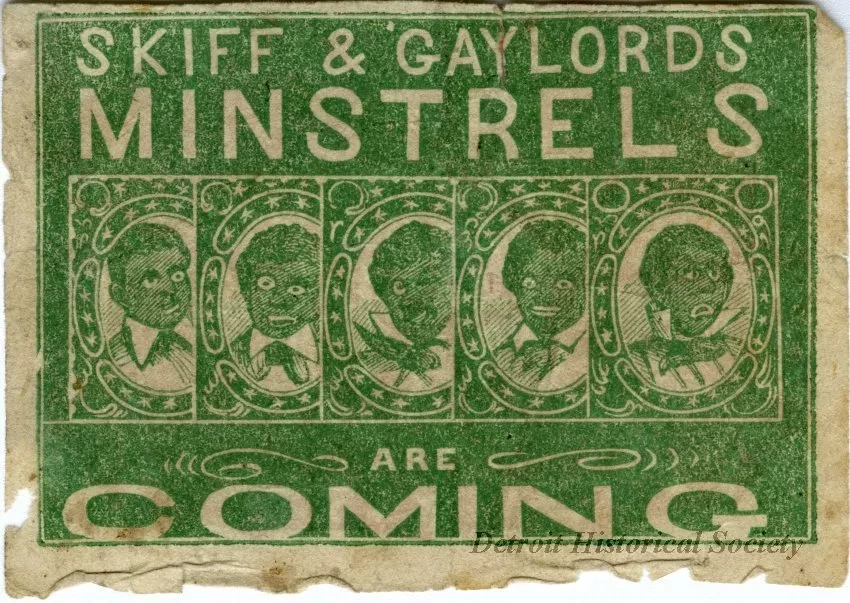 SKIFF & GAYLORDS
MINSTRELS
ARE
COMING
Detroit Historical Society